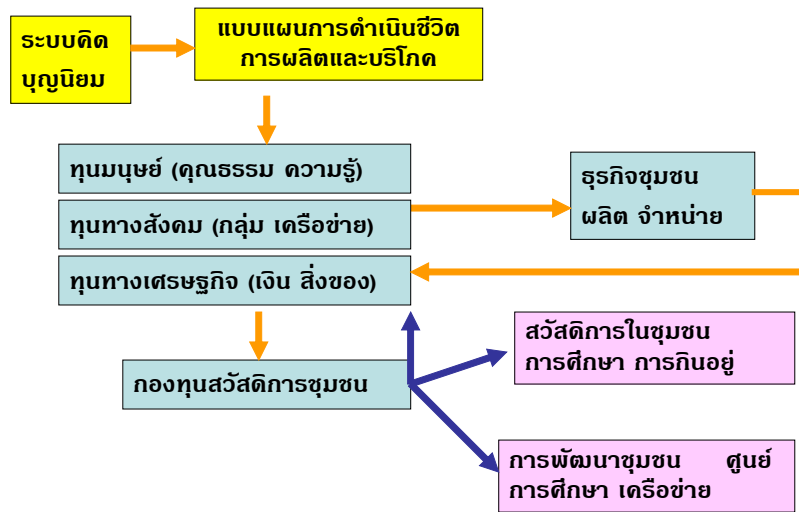 ระบบคิด
บุญนิยม
แบบแผนการดำเนินชีวิต
การผลิตและบริโภค
ทุนมนุษย์ (คุณธรรม ความรู้)
ทุนทางสังคม (กลุ่ม เครือข่าย)
ทุนทางเศรษฐกิจ (เงิน สิ่งของ)
ธุรกิจชุมชน
ผลิต จำหน่าย
กองทุนสวัสดิการชุมชน
สวัสดิการในชุมชน
การศึกษา การกินอยู่
การพัฒนาชุมชน ศูนย์
การศึกษา เครือข่าย